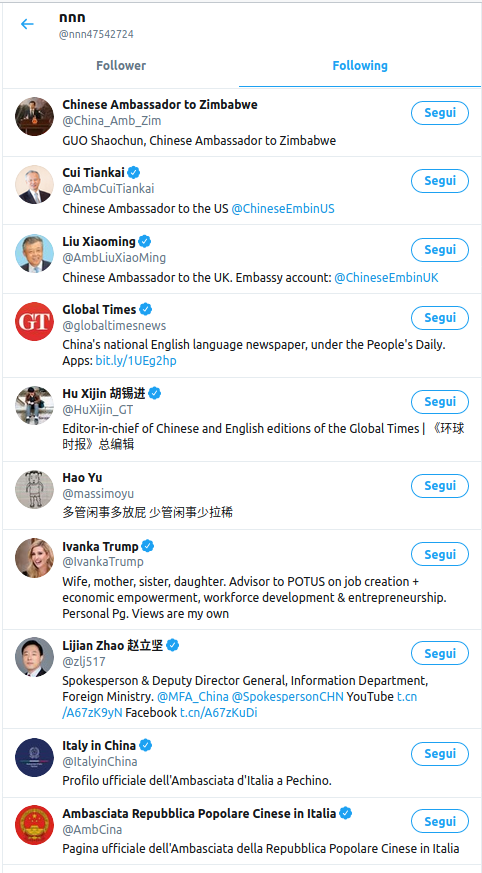 nnn
@nnn47542724
Follower Following
Chinese Ambassador to Zimbabwe
@China_Amb_Zim
Segui
GUO Shaochun, Chinese Ambassador to Zimbabwe
Cui Tiankai
@AmbCuiTiankai
Segui
Chinese Ambassador to the US @ChineseEmbinUS
Liu Xiaoming
@AmbLiuXiaoMing
Segui
Chinese Ambassador to the UK. Embassy account: @ChineseEmbinUK
GT
Global Times
@globaltimesnews
Segui
China's national English language newspaper, under the People's Daily.
Apps: bit.ly/1UEg2hp
Hu Xijin 胡锡进
@HuXijin_GT
Segui
Editor-in-chief of Chinese and English editions of the Global Times | 《环球
时报》总编辑
Hao Yu
@massimoyu
Segui
多管闲事多放屁 少管闲事少拉稀
Ivanka Trump
@IvankaTrump
Segui
Wife, mother, sister, daughter. Advisor to POTUS on job creation +
economic empowerment, workforce development & entrepreneurship.
Personal Pg. Views are my own
Lijian Zhao 赵立坚
@zlj517
Segui
Spokesperson & Deputy Director General, Information Department,
Foreign Ministry. @MFA_China @SpokespersonCHN YouTube t.cn
/A67zK9yN Facebook t.cn/A67zKuDi
Italy in China
@ItalyinChina
Segui
Profilo ufficiale dell'Ambasciata d'Italia a Pechino.
Ambasciata Repubblica Popolare Cinese in Italia
@AmbCina
Segui
Pagina ufficiale dell'Ambasciata della Repubblica Popolare Cinese in Italia